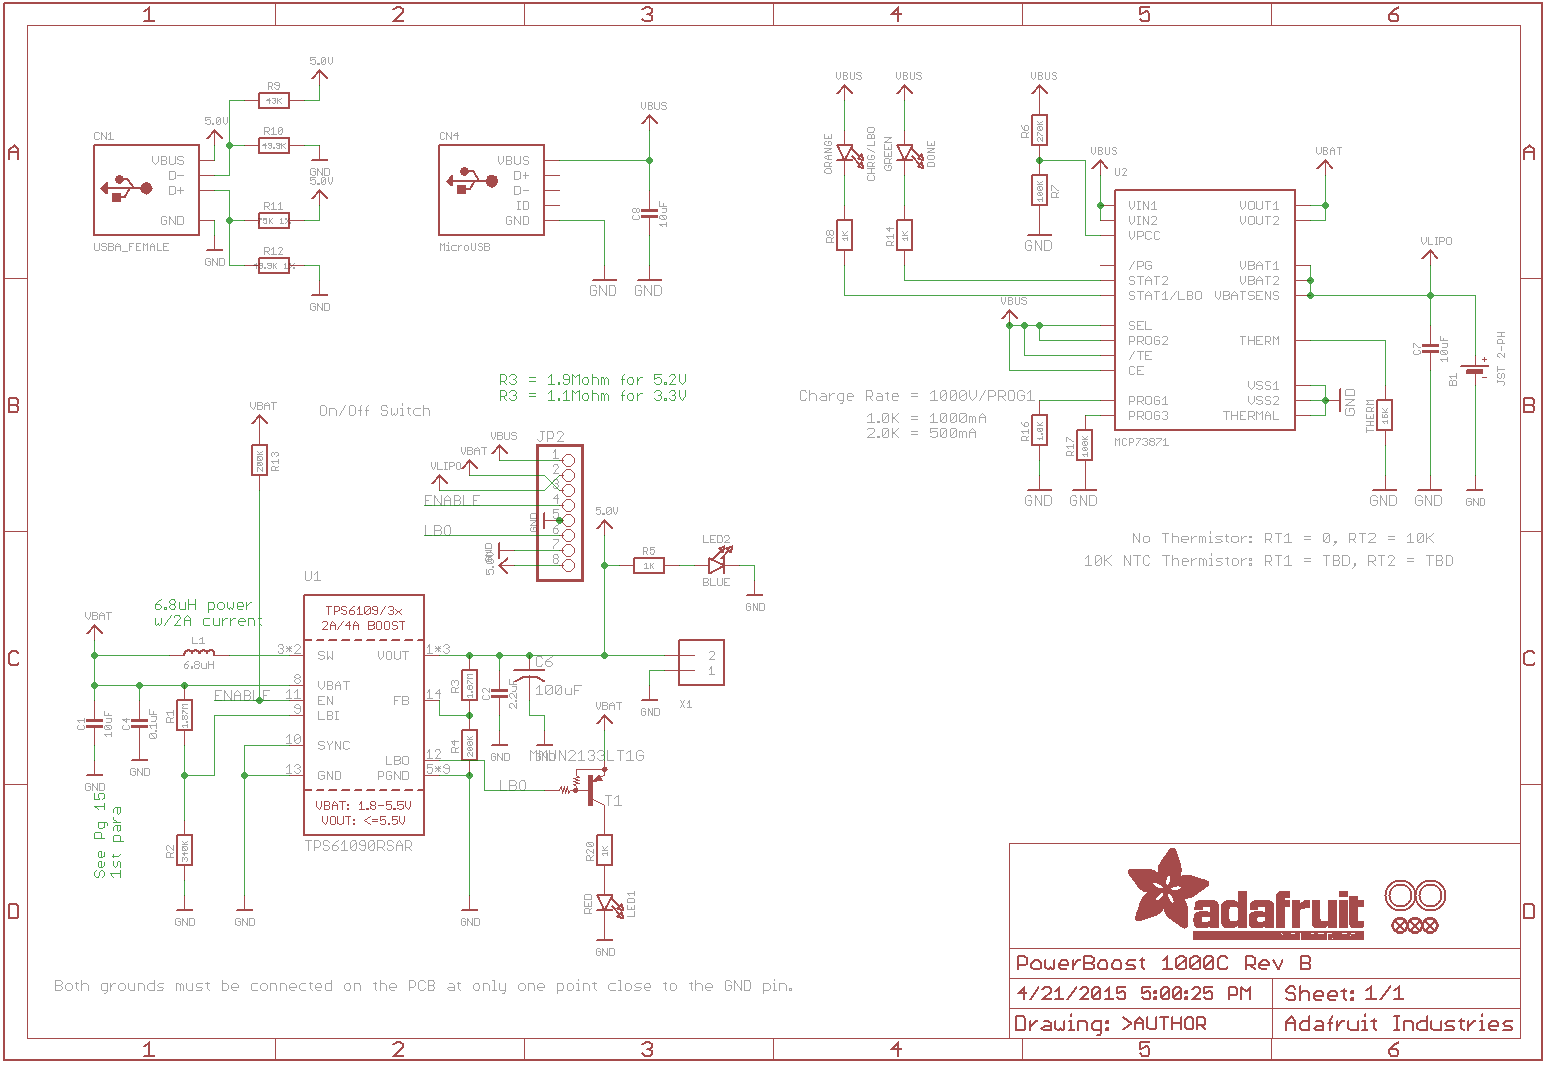 1 2 3 4 5 6
A
B
C
D
A
B
C
D
CN1
VBUS
D-
D+
GND
USBA_FEMALE
5.0V
5.0V
R9
43K
R10
49.9K
GND
5.0V
R11
R12
GND
GND
CN4
VBUS
D+
D-
ID
GND
MicroUSB
VBUS
C8
10uF
GND
GND
VBUS
VBUS
ORANGE
CHRG/LBO
GREEN
DONE
R8
1K
R14
1K
VBUS
R6
270K
R7
100K
GND
VBUS
U2
VIN1
VIN2
VPCC
/PG
STAT2
STAT1/LBO
SEL
PROG2
/TE
CE
PROG1
PROG3
VOUT1
VOUT2
VBAT1
VBAT2
VBATSENS
THERM
VSS1
VSS2
THERMAL
MCP73871
VBAT
VLIPO
VBUS
GND
C7
10uF
B1
+
-
JST 2-PH
THERM
R16
1.0K
R17
100K
GND
GND
GND
GND
GND
Charge Rate = 1000V/PROG1
1.0K = 1000mA
2.0K = 500mA
No Thermistor: RT1 = 0, RT2 = 10K
10K NTC Thermistor: RT1 = TBD, RT2 = TBD
R3 = 1.9Mohm for 5.2V
R3 = 1.1Mohm for 3.3V
On/Off Switch
VBAT
R13
200K
JP2
VBUS
VBAT
VLIPO
ENABLE
LBO
GND
5.0V
1
2
3
4
5
6
7
8
5.0V
R5
1K
LED2
BLUE
GND
U1
TPS6109/3x
2A/4A BOOST
SW
VBAT
EN
LBI
SYNC
GND
VOUT
FB
LBO
PGND
VBAT: 1.8-5.5V
VOUT: <=5.5V
TPS61090RSAR
3*2
8
11
9
10
13
1*3
14
12
5*9
6.8uH power
w/2A current
L1
6.8uH
VBAT
ENABLE
C1
10uF
C4
0.1uF
R1
1.87M
R2
340K
GND
GND
GND
GND
See Pg 15
1st para
R3
1.87M
R4
200K
C2
2.2uF
C6
100uF
GND
GND
GND
2
1
X1
GND
VBAT
MMUN2133LT1G
LBO
T1
R20
1K
RED
LED1
GND
Both grounds must be connected on the PCB at only one point close to the GND pin.
adafruit
PowerBoost 1000C Rev B
4/21/2015 5:00:25 PM
Sheet: 1/1
Drawing: >AUTHOR
Adafruit Industries
1 2 3 4 5 6